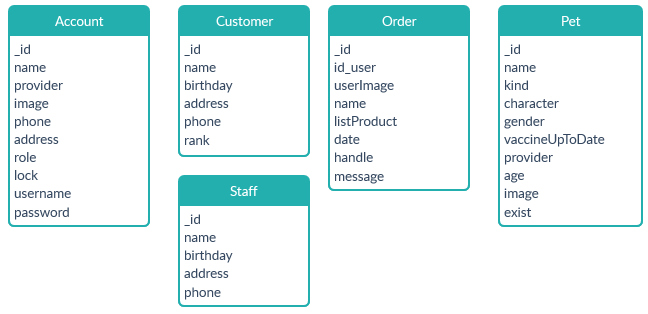 Account
_id
name
provider
image
phone
address
role
lock
username
password
Customer
_id
name
birthday
address
phone
rank
Staff
_id
name
birthday
address
phone
Order
_id
id_user
userImage
name
listProduct
date
handle
message
Pet
_id
name
kind
character
gender
vaccineUpToDate
provider
age
image
exist